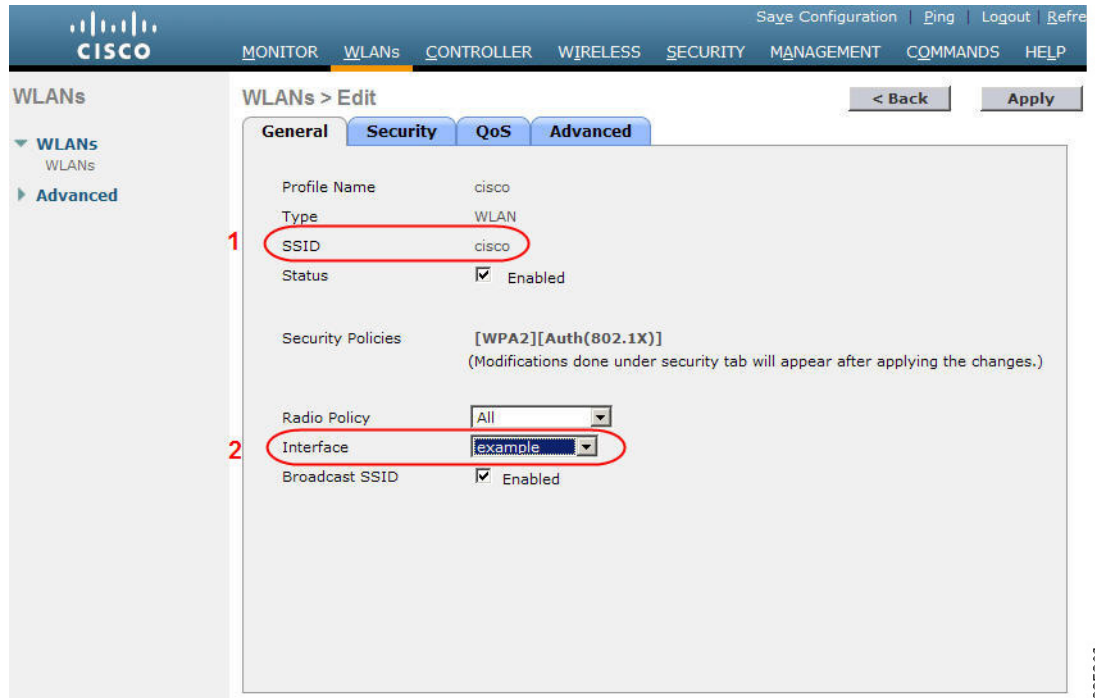 Save Configuration | Ping | Logout | Refre
CISCO
MONITOR WLANs CONTROLLER WIRELESS SECURITY MANAGEMENT COMMANDS HELP
WLANs
WLANs
WLANs
Advanced
WLANs > Edit
< Back
Apply
General Security QoS Advanced
Profile Name cisco
Type WLAN
1 SSID cisco
Status Enabled
Security Policies [WPA2][Auth(802.1X)]
(Modifications done under security tab will appear after applying the changes.)
Radio Policy All
2 Interface example
Broadcast SSID Enabled